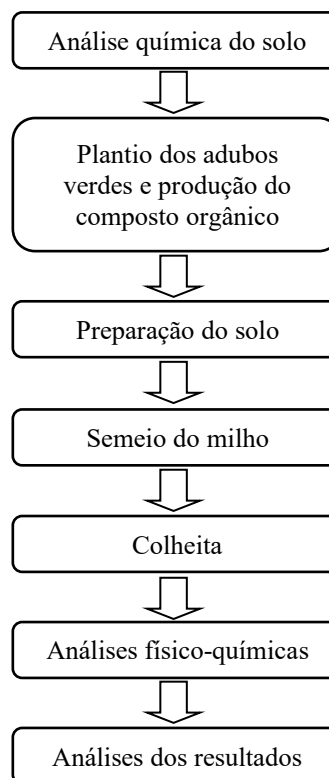 Análise química do solo
Plantio dos adubos
verdes e produção do
composto orgânico
Preparação do solo
Semeio do milho
Colheita
Análises físico-químicas
Análises dos resultados